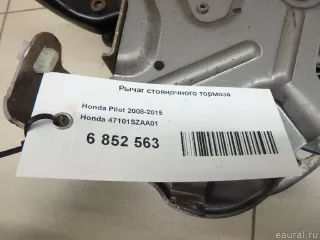 Рычаг стояночного тормоза
Honda Pilot 2008-2015
Honda 47101SZAA01
6 852 563
eaural.ru